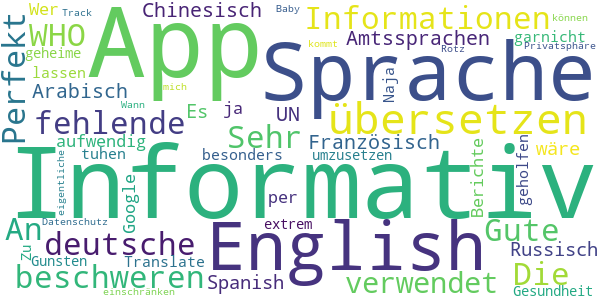 Wer Track Chinesisch Baby Informationen können
Perfekt WHO App Sprache Amtssprachen garnicht
geheime kommt Rotz Privatsphäre
lassen
Arabisch Wann mich Naja übersetzen
fehlende Es ja UN
aufwendig Sehr Französisch wäre
tuhen besonders umzusetzen
eigentliche Informativ Berichte geholfen
Google per
An Datenschutz extrem Gute
Zu deutsche English Russisch
Gunsten Translate
beschweren Spanish verwendet Die
einschränken Gesundheit